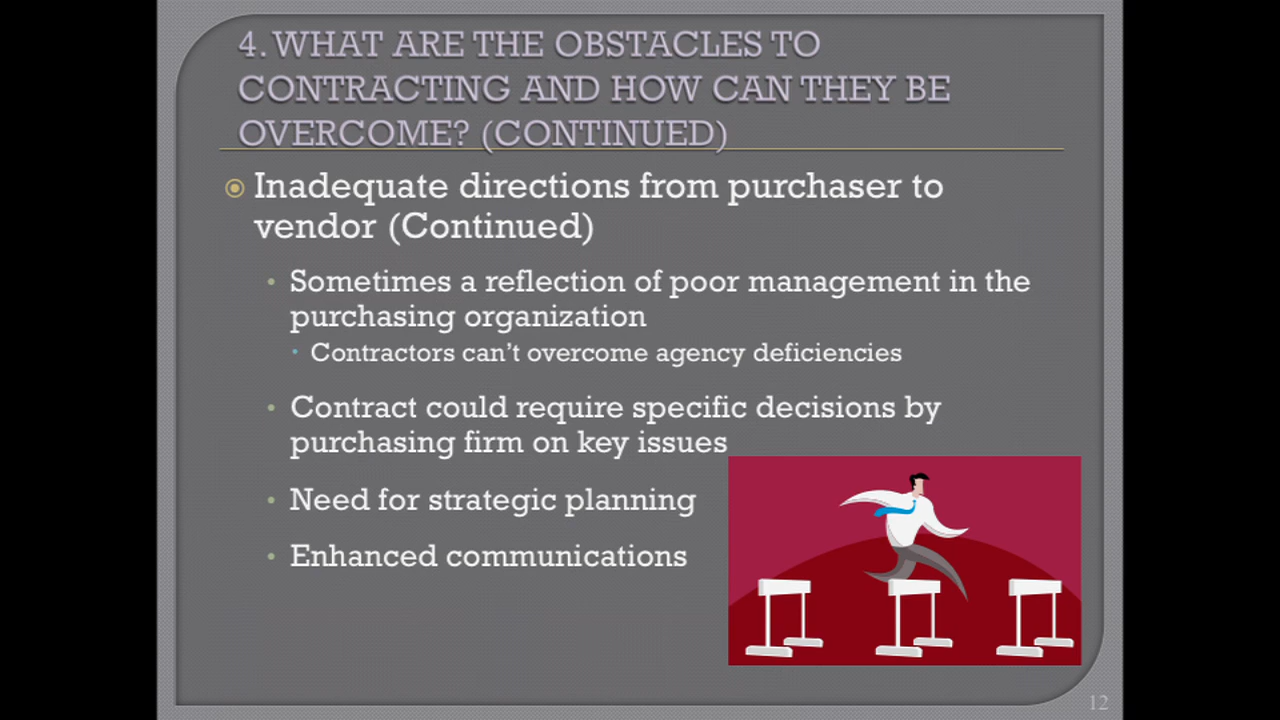 4. WHAT ARE THE OBSTACLES TO
CONTRACTING AND HOW CAN THEY BE
OVERCOME? (CONTINUED)
Inadequate directions from purchaser to
vendor (Continued)
Sometimes a reflection of poor management in the
purchasing organization
Contractors can't overcome agency deficiencies
Contract could require specific decisions by
purchasing firm on key issues
Need for strategic planning
Enhanced communications
12